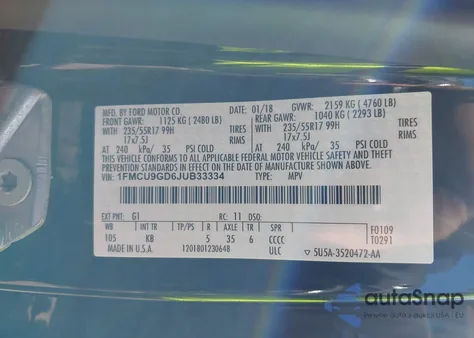 MFD. BY FORD MOTOR CO. 01/18 GVWR: 2159 KG ( 4760 LB)
FRONT GAWR: 1125 KG ( 2480 LB) REAR GAWR: 1040 KG ( 2293 LB)
WITH 235/55R17 99H TIRES WITH 235/55R17 99H TIRES
17x7.5J RIMS 17x7.5J RIMS
AT 240 kPa/ 35 PSI COLD AT 240 kPa/ 35 PSI COLD
THIS VEHICLE CONFORMS TO ALL APPLICABLE FEDERAL MOTOR VEHICLE SAFETY
AND THEFT PREVENTION STANDARDS IN EFFECT ON THE DATE OF MANUFACTURE SHOWN ABOVE.
VIN: 1FMCU9GD6JUB33334 TYPE: MPV
EXT PNT: G1 RC: 11 DSO:
WB TP/PS R AXLE TR SPR F0109
105 KB 5 35 6 CCCC T0291
MADE IN U.S.A. 1201801230648 ULC ▽ 5U5A-3520472-AA
autoSnap